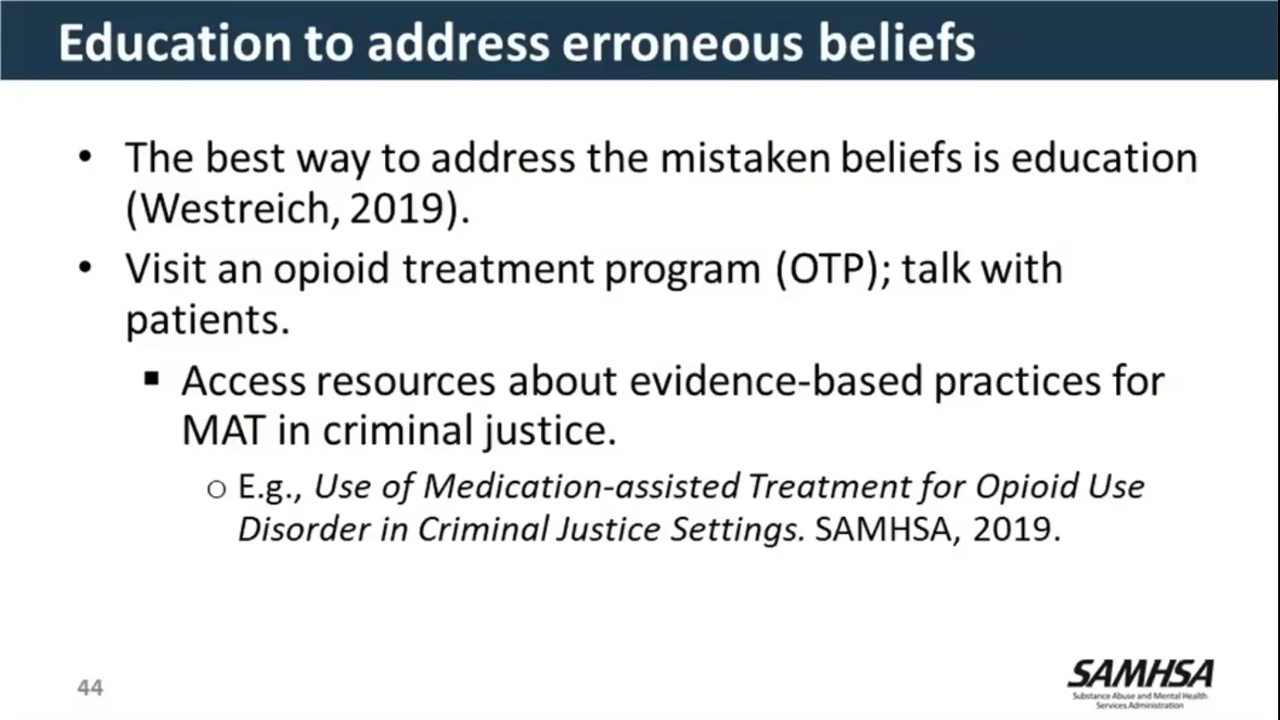 Education to address erroneous beliefs
• The best way to address the mistaken beliefs is education
(Westreich, 2019).
• Visit an opioid treatment program (OTP); talk with
patients.
▪ Access resources about evidence-based practices for
MAT in criminal justice.
○ E.g., Use of Medication-assisted Treatment for Opioid Use
Disorder in Criminal Justice Settings. SAMHSA, 2019.
44
SAMHSA
Substance Abuse and Mental Health
Services Administration